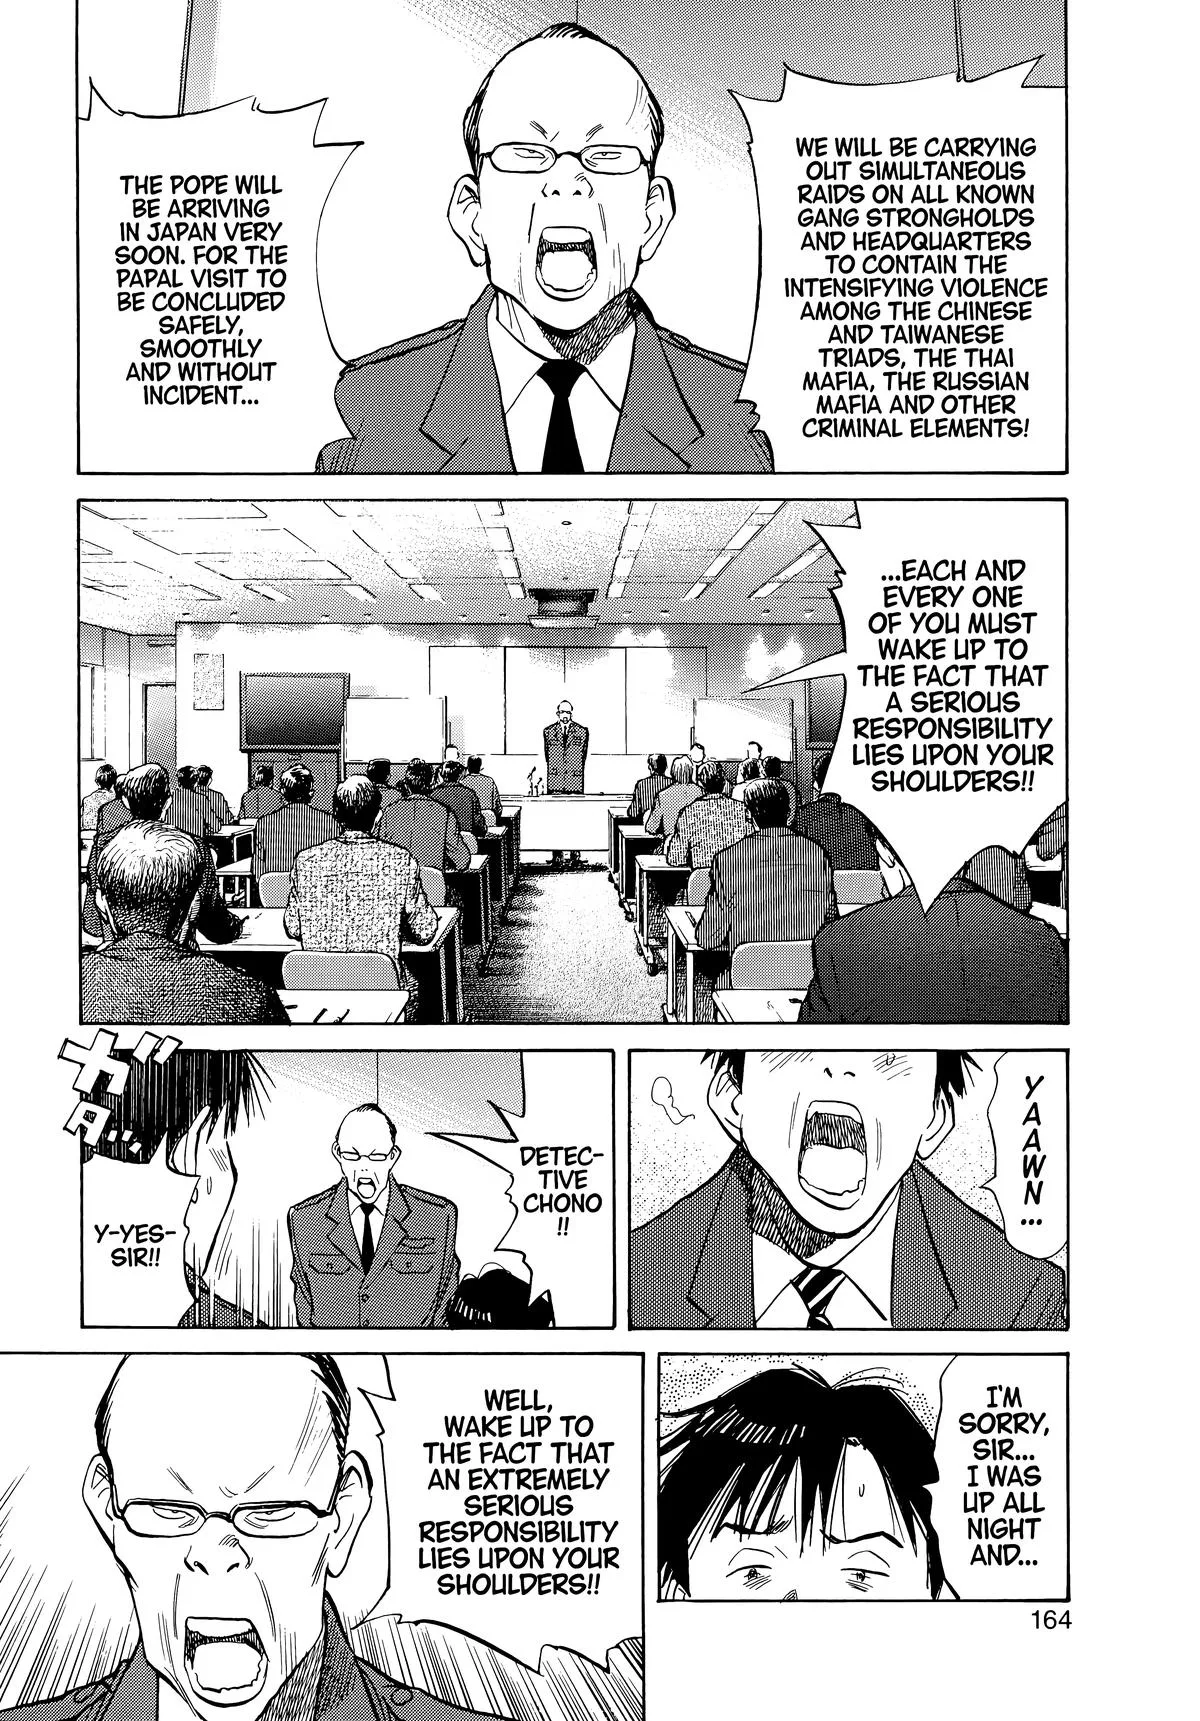 WE WILL BE CARRYING
OUT SIMULTANEOUS
RAIDS ON ALL KNOWN
GANG STRONGHOLDS
AND HEADQUARTERS
TO CONTAIN THE
INTENSIFYING VIOLENCE
AMONG THE CHINESE
AND TAIWANESE
TRIADS, THE THAI
MAFIA, THE RUSSIAN
MAFIA AND OTHER
CRIMINAL ELEMENTS!
THE POPE WILL
BE ARRIVING
IN JAPAN VERY
SOON. FOR THE
PAPAL VISIT TO
BE CONCLUDED
SAFELY,
SMOOTHLY
AND WITHOUT
INCIDENT...
...EACH AND
EVERY ONE
OF YOU MUST
WAKE UP TO
THE FACT THAT
A SERIOUS
RESPONSIBILITY
LIES UPON YOUR
SHOULDERS!!
YAAWN...
DETEC-
TIVE
CHONO
!!
ガタ
Y-YES-
SIR!!
I'M
SORRY,
SIR...
I WAS
UP ALL
NIGHT
AND...
WELL,
WAKE UP TO
THE FACT THAT
AN EXTREMELY
SERIOUS
RESPONSIBILITY
LIES UPON YOUR
SHOULDERS!!
164